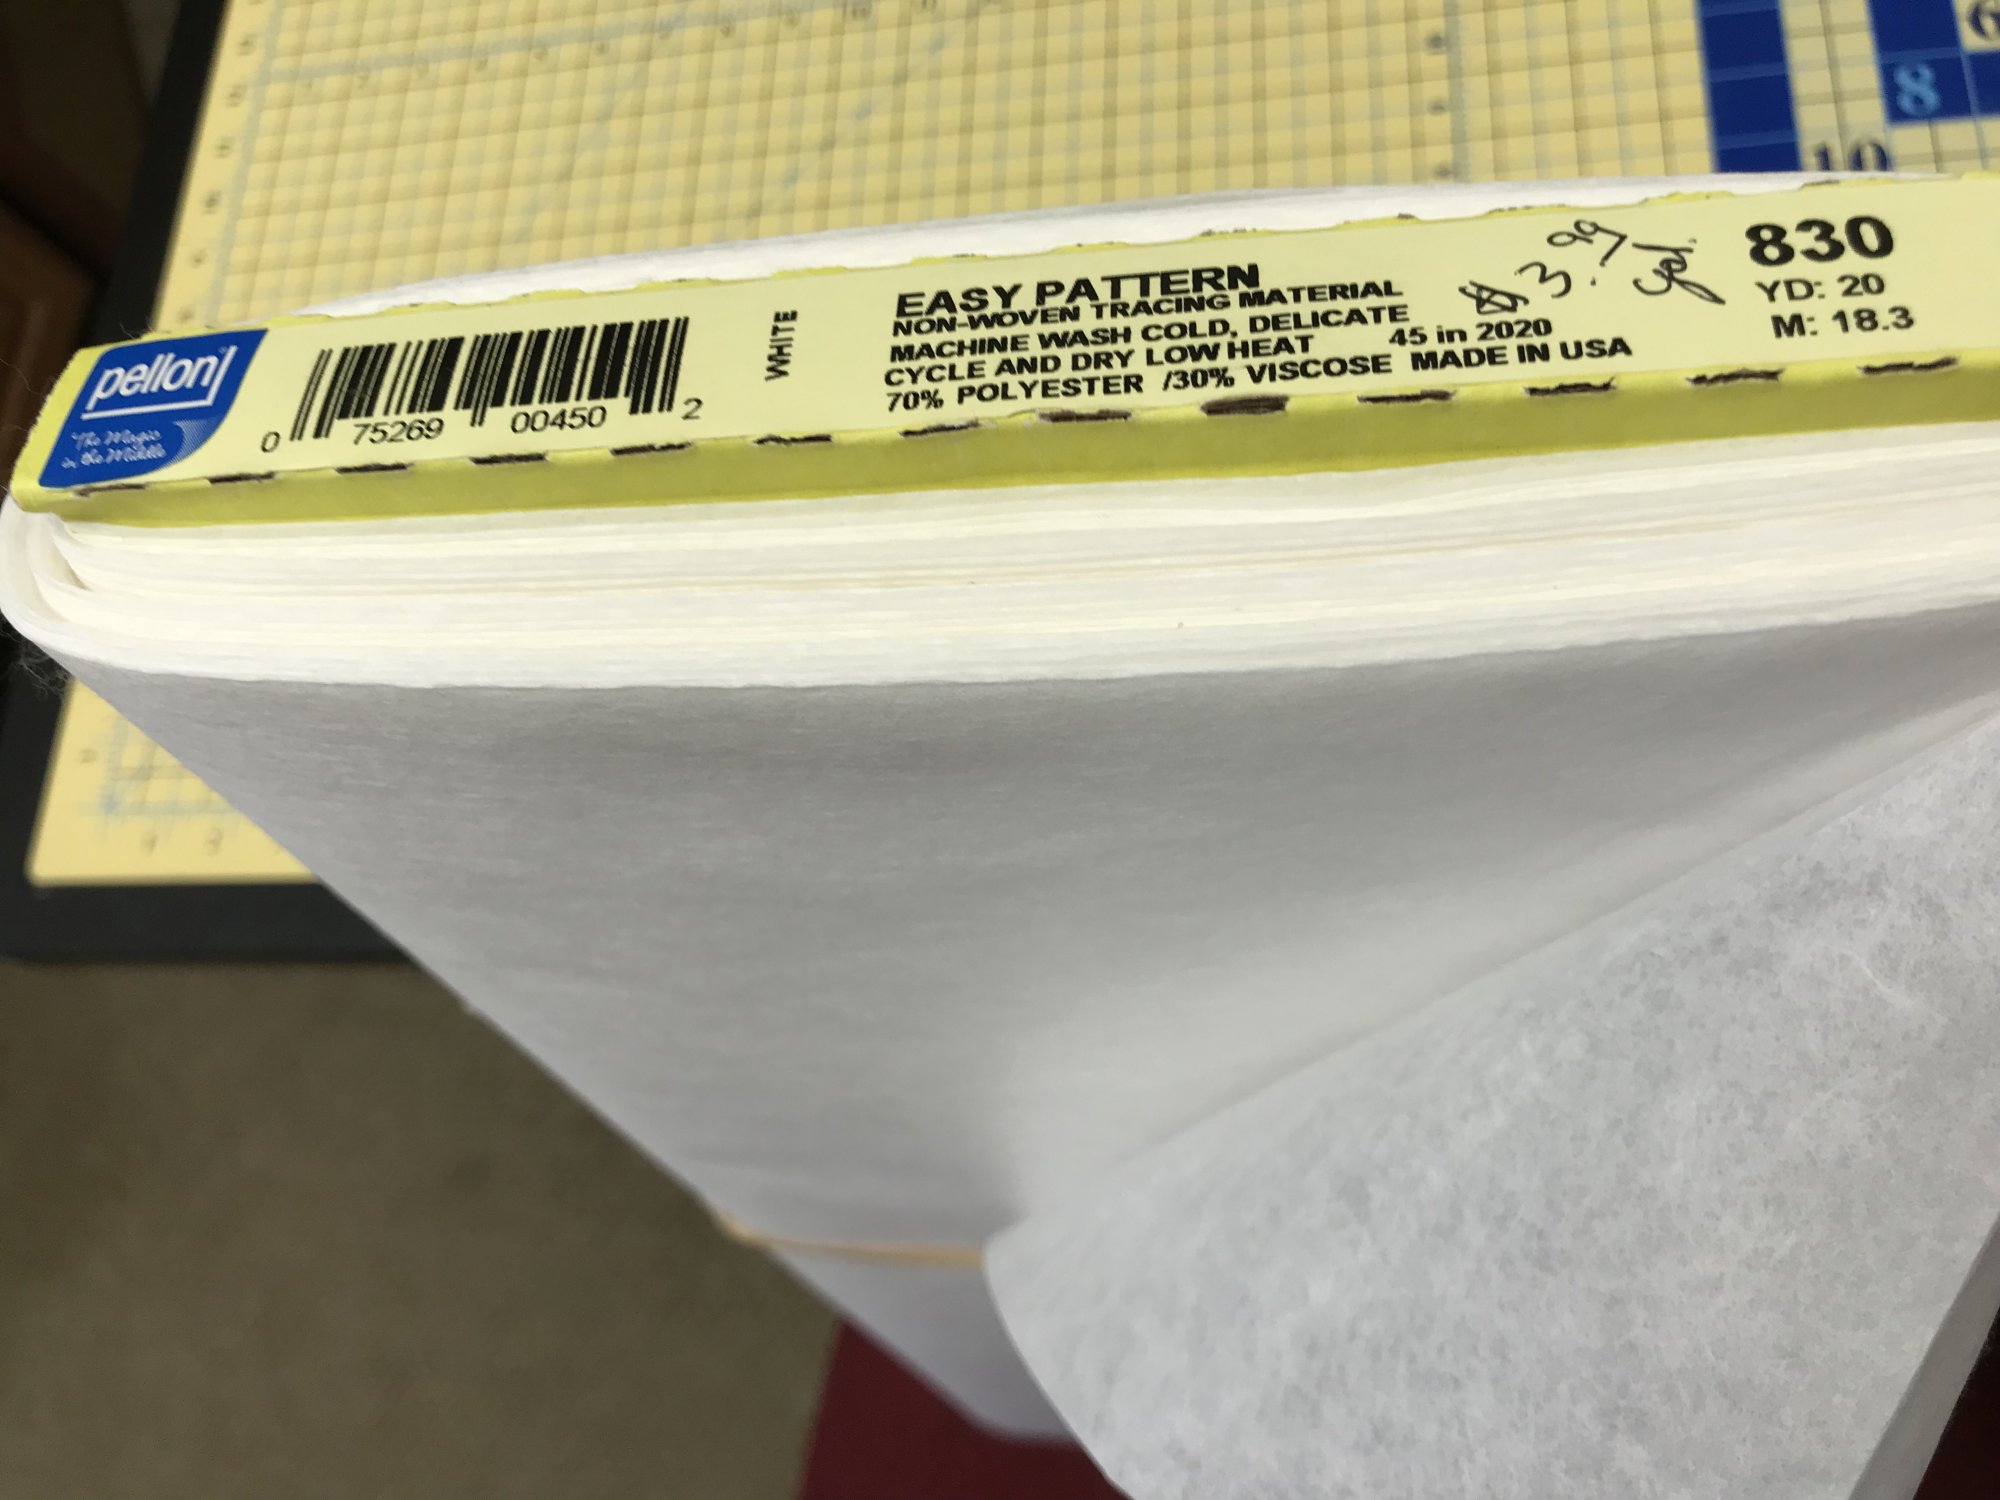 8
10
pellon
The Magic
in the Middle
0 75269 00450 2
WHITE
EASY PATTERN
NON-WOVEN TRACING MATERIAL
MACHINE WASH COLD, DELICATE
CYCLE AND DRY LOW HEAT 45 in 2020
70% POLYESTER /30% VISCOSE MADE IN USA
$3.99
yd.
830
YD: 20
M: 18.3